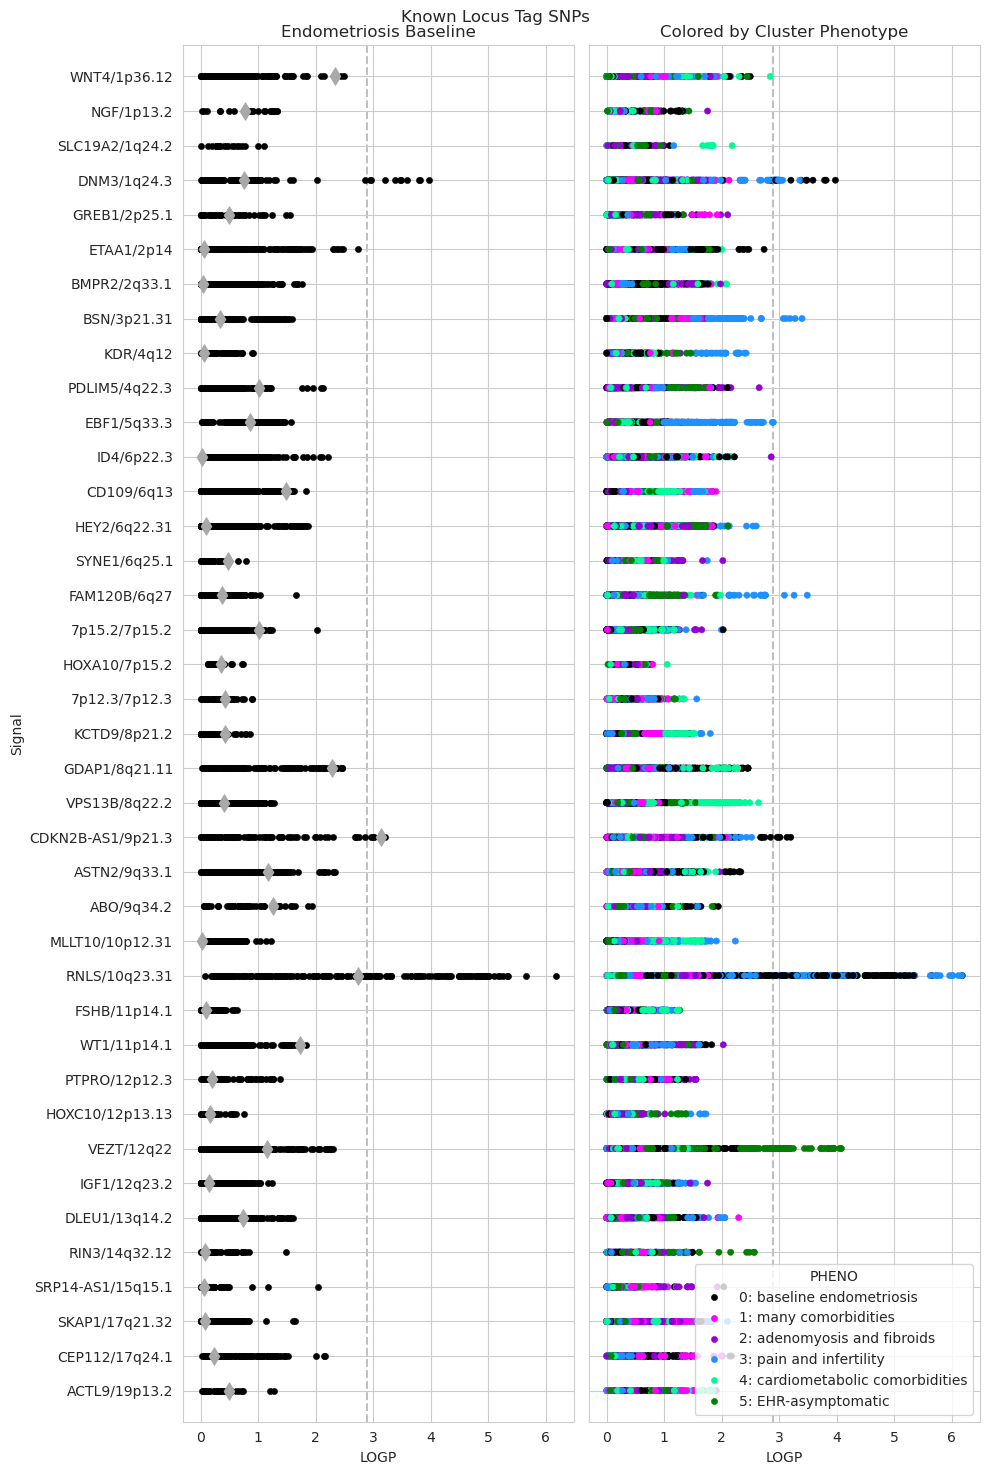 Known Locus Tag SNPs
Endometriosis Baseline
Colored by Cluster Phenotype
Signal
WNT4/1p36.12
NGF/1p13.2
SLC19A2/1q24.2
DNM3/1q24.3
GREB1/2p25.1
ETAA1/2p14
BMPR2/2q33.1
BSN/3p21.31
KDR/4q12
PDLIM5/4q22.3
EBF1/5q33.3
ID4/6p22.3
CD109/6q13
HEY2/6q22.31
SYNE1/6q25.1
FAM120B/6q27
7p15.2/7p15.2
HOXA10/7p15.2
7p12.3/7p12.3
KCTD9/8p21.2
GDAP1/8q21.11
VPS13B/8q22.2
CDKN2B-AS1/9p21.3
ASTN2/9q33.1
ABO/9q34.2
MLLT10/10p12.31
RNLS/10q23.31
FSHB/11p14.1
WT1/11p14.1
PTPRO/12p12.3
HOXC10/12p13.13
VEZT/12q22
IGF1/12q23.2
DLEU1/13q14.2
RIN3/14q32.12
SRP14-AS1/15q15.1
SKAP1/17q21.32
CEP112/17q24.1
ACTL9/19p13.2
0 1 2 3 4 5 6
LOGP
PHENO
0: baseline endometriosis
1: many comorbidities
2: adenomyosis and fibroids
3: pain and infertility
4: cardiometabolic comorbidities
5: EHR-asymptomatic
0 1 2 3 4 5 6
LOGP